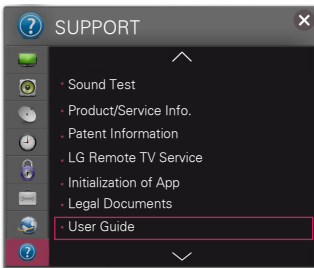 SUPPORT
Sound Test
Product/Service Info.
Patent Information
LG Remote TV Service
Initialization of App
Legal Documents
User Guide